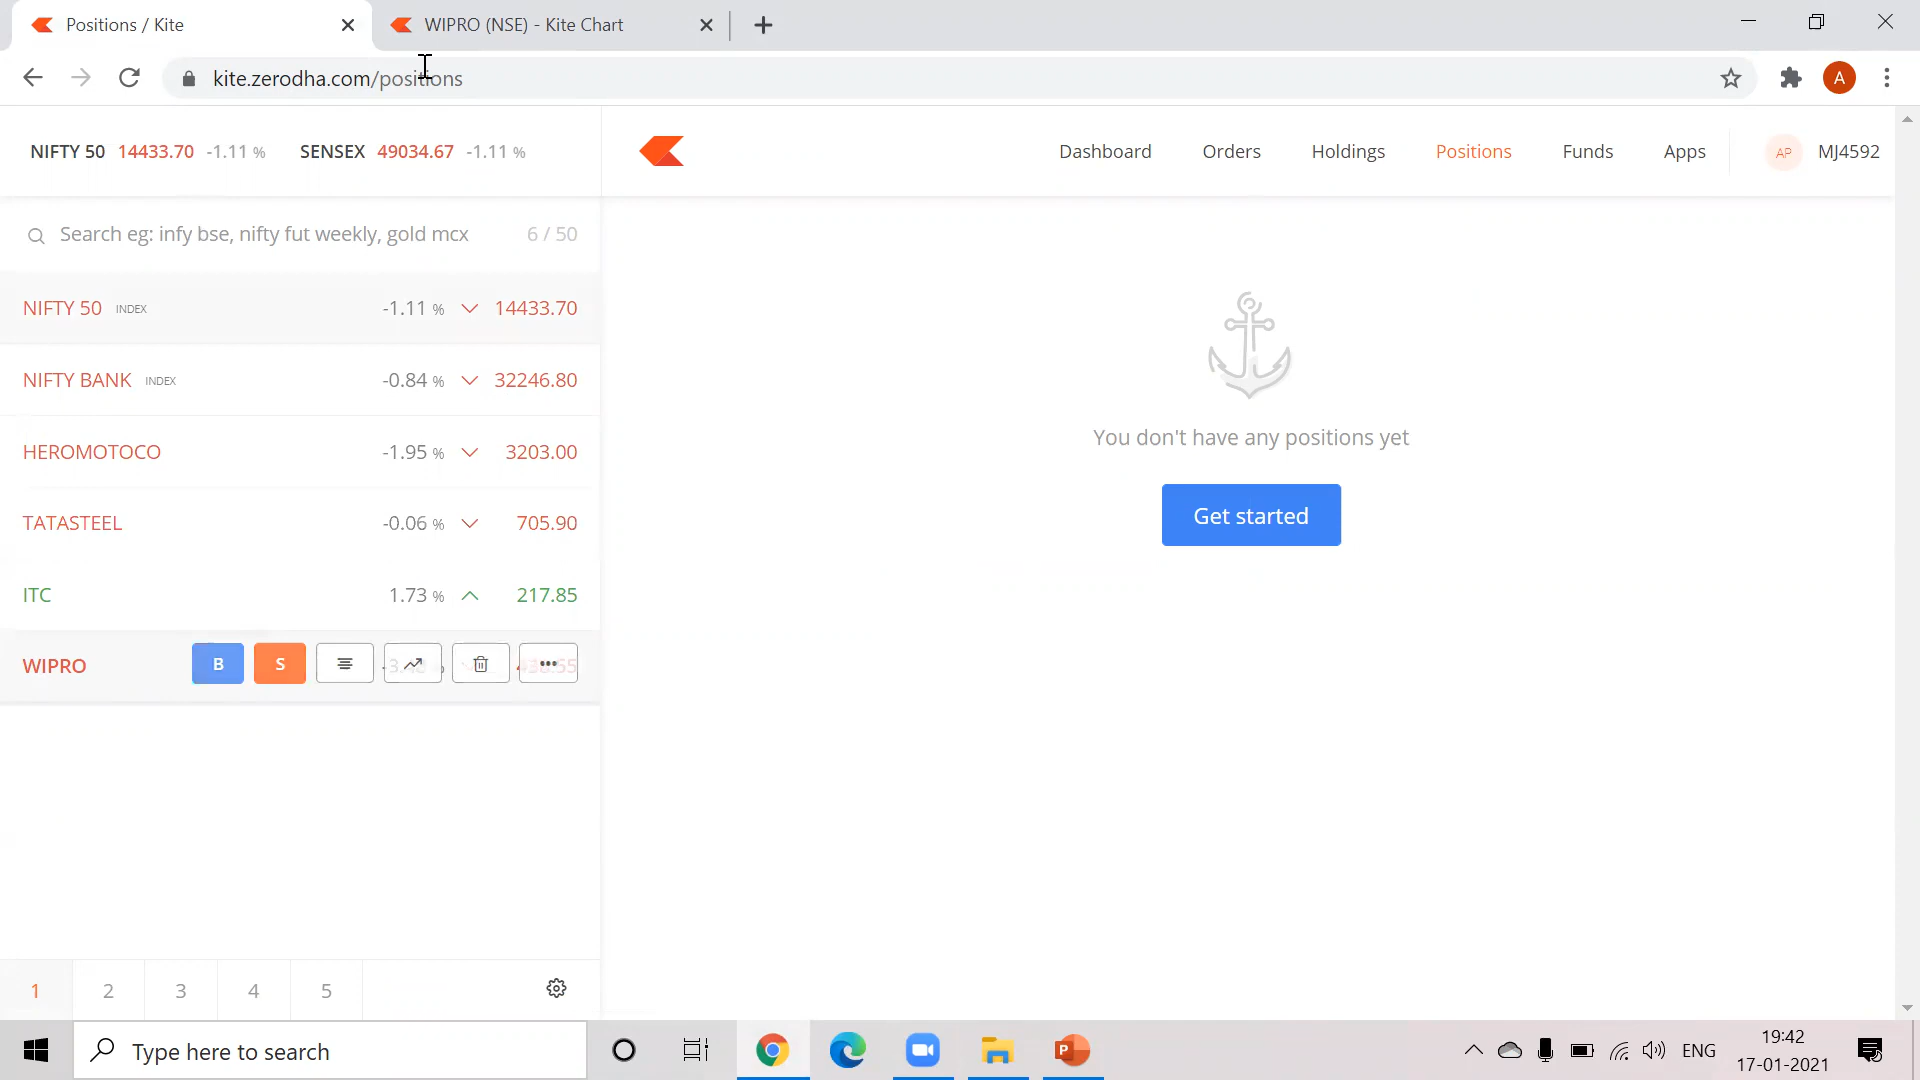 Positions / Kite
WIPRO (NSE) - Kite Chart
kite.zerodha.com/positions
A
NIFTY 50 14433.70 -1.11 % SENSEX 49034.67 -1.11 %
Dashboard Orders Holdings Positions Funds Apps AP MJ4592
Search eg: infy bse, nifty fut weekly, gold mcx 6 / 50
NIFTY 50 INDEX -1.11 % 14433.70
NIFTY BANK INDEX -0.84 % 32246.80
HEROMOTOCO -1.95 % 3203.00
TATASTEEL -0.06 % 705.90
ITC 1.73 % 217.85
WIPRO B S
You don't have any positions yet
Get started
1 2 3 4 5
Type here to search
ENG
19:42
17-01-2021